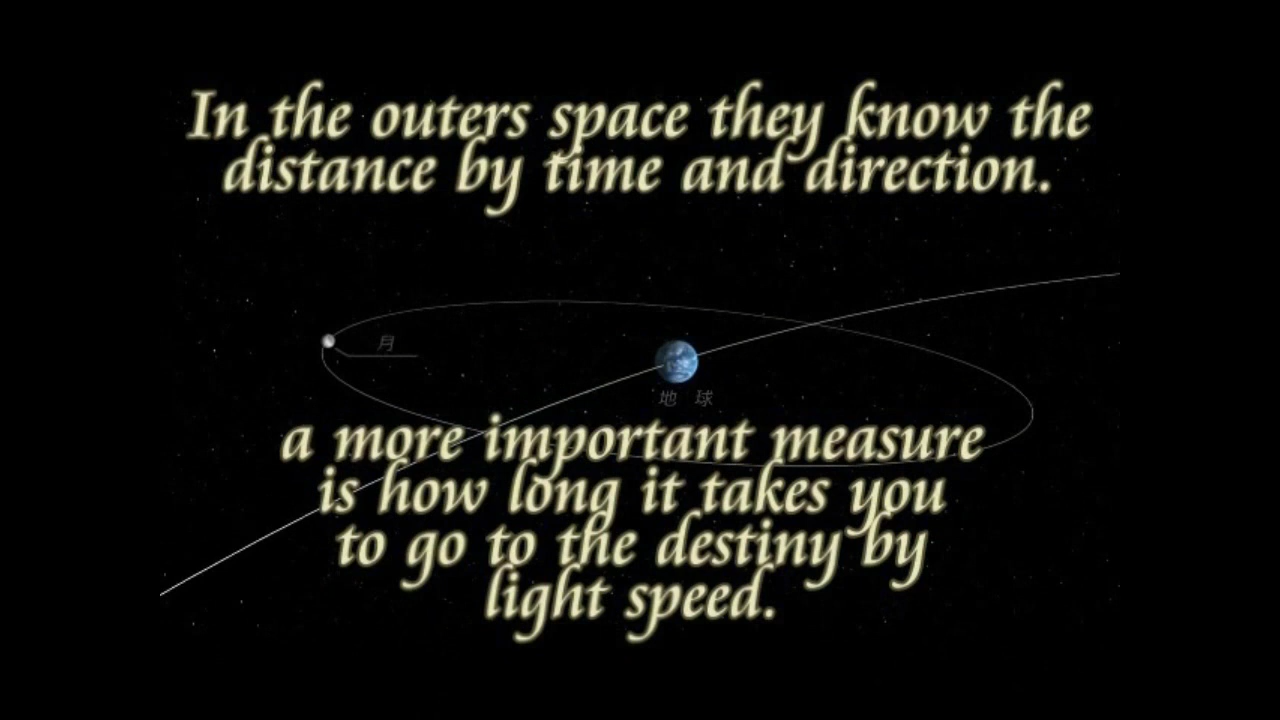 In the outers space they know the
distance by time and direction.
月
地 球
a more important measure
is how long it takes you
to go to the destiny by
light speed.